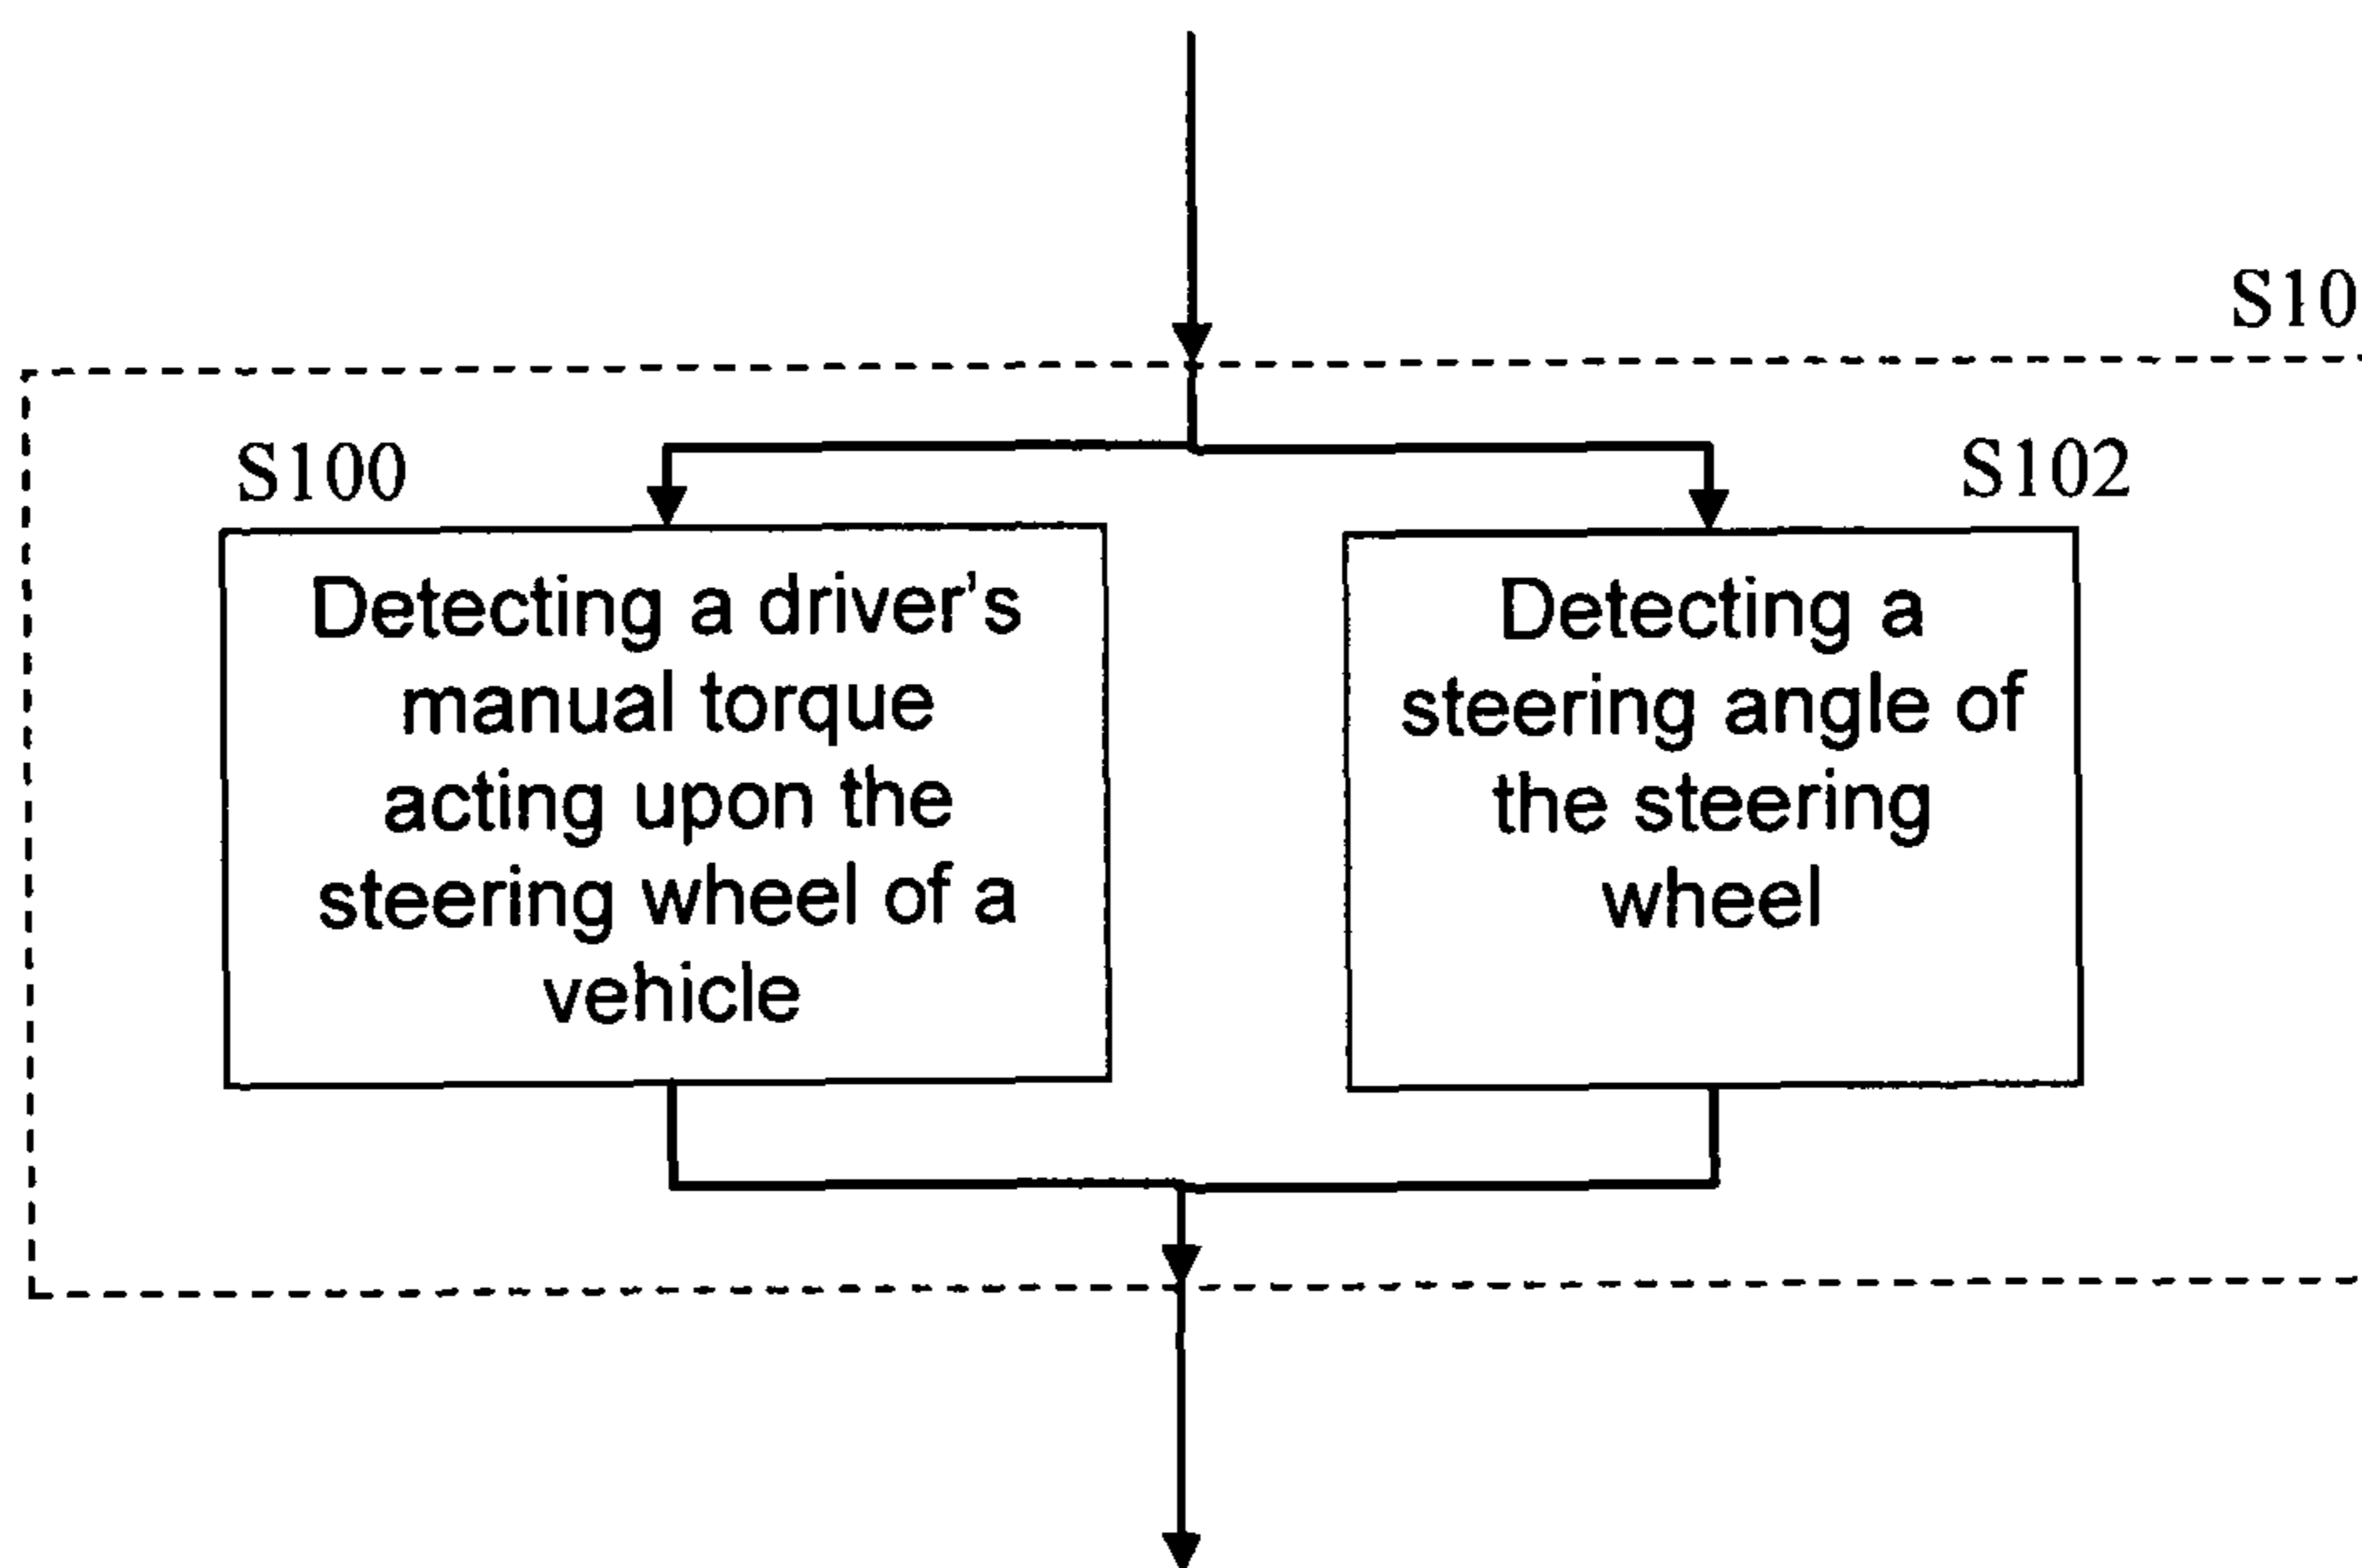 S10
S100
S102
Detecting a driver's
manual torque
acting upon the
steering wheel of a
vehicle
Detecting a
steering angle of
the steering
wheel